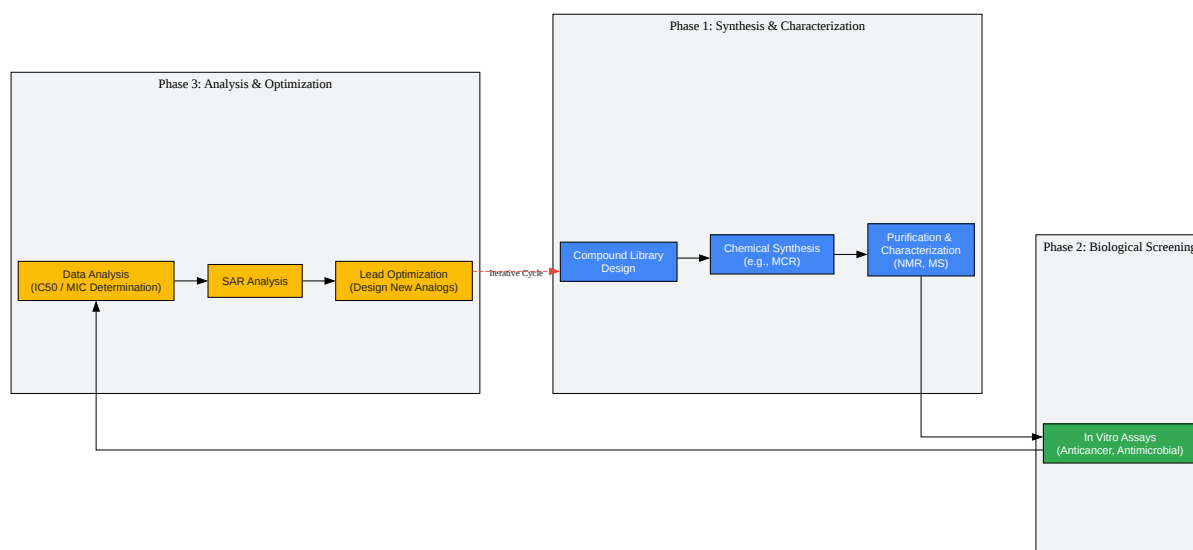 Phase 1: Synthesis & Characterization
Phase 3: Analysis & Optimization
Phase 2: Biological Screening
Data Analysis
(IC50 / MIC Determination)
SAR Analysis
Lead Optimization
(Design New Analogs)
Iterative Cycle
Compound Library
Design
Chemical Synthesis
(e.g., MCR)
Purification &
Characterization
(NMR, MS)
In Vitro Assays
(Anticancer, Antimicrobial)